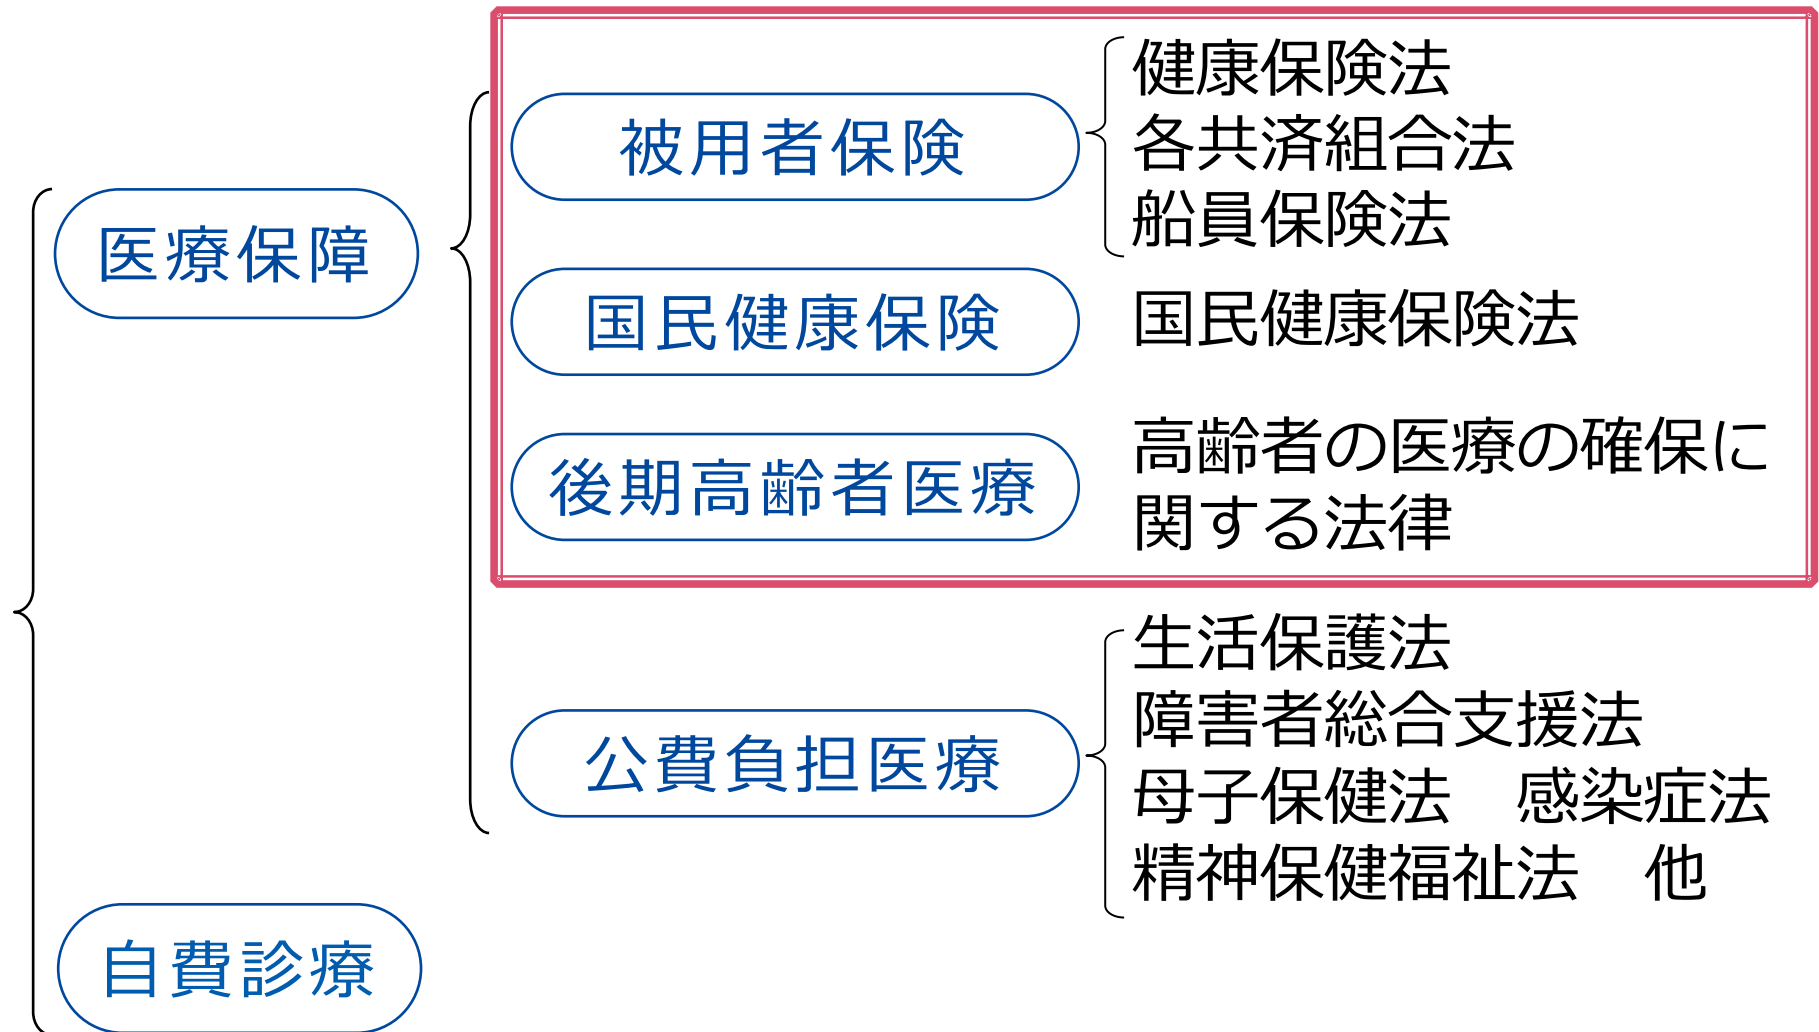 医療保障
被用者保険
健康保険法
各共済組合法
船員保険法
国民健康保険
国民健康保険法
後期高齢者医療
高齢者の医療の確保に
関する法律
公費負担医療
生活保護法
障害者総合支援法
母子保健法　感染症法
精神保健福祉法　他
自費診療